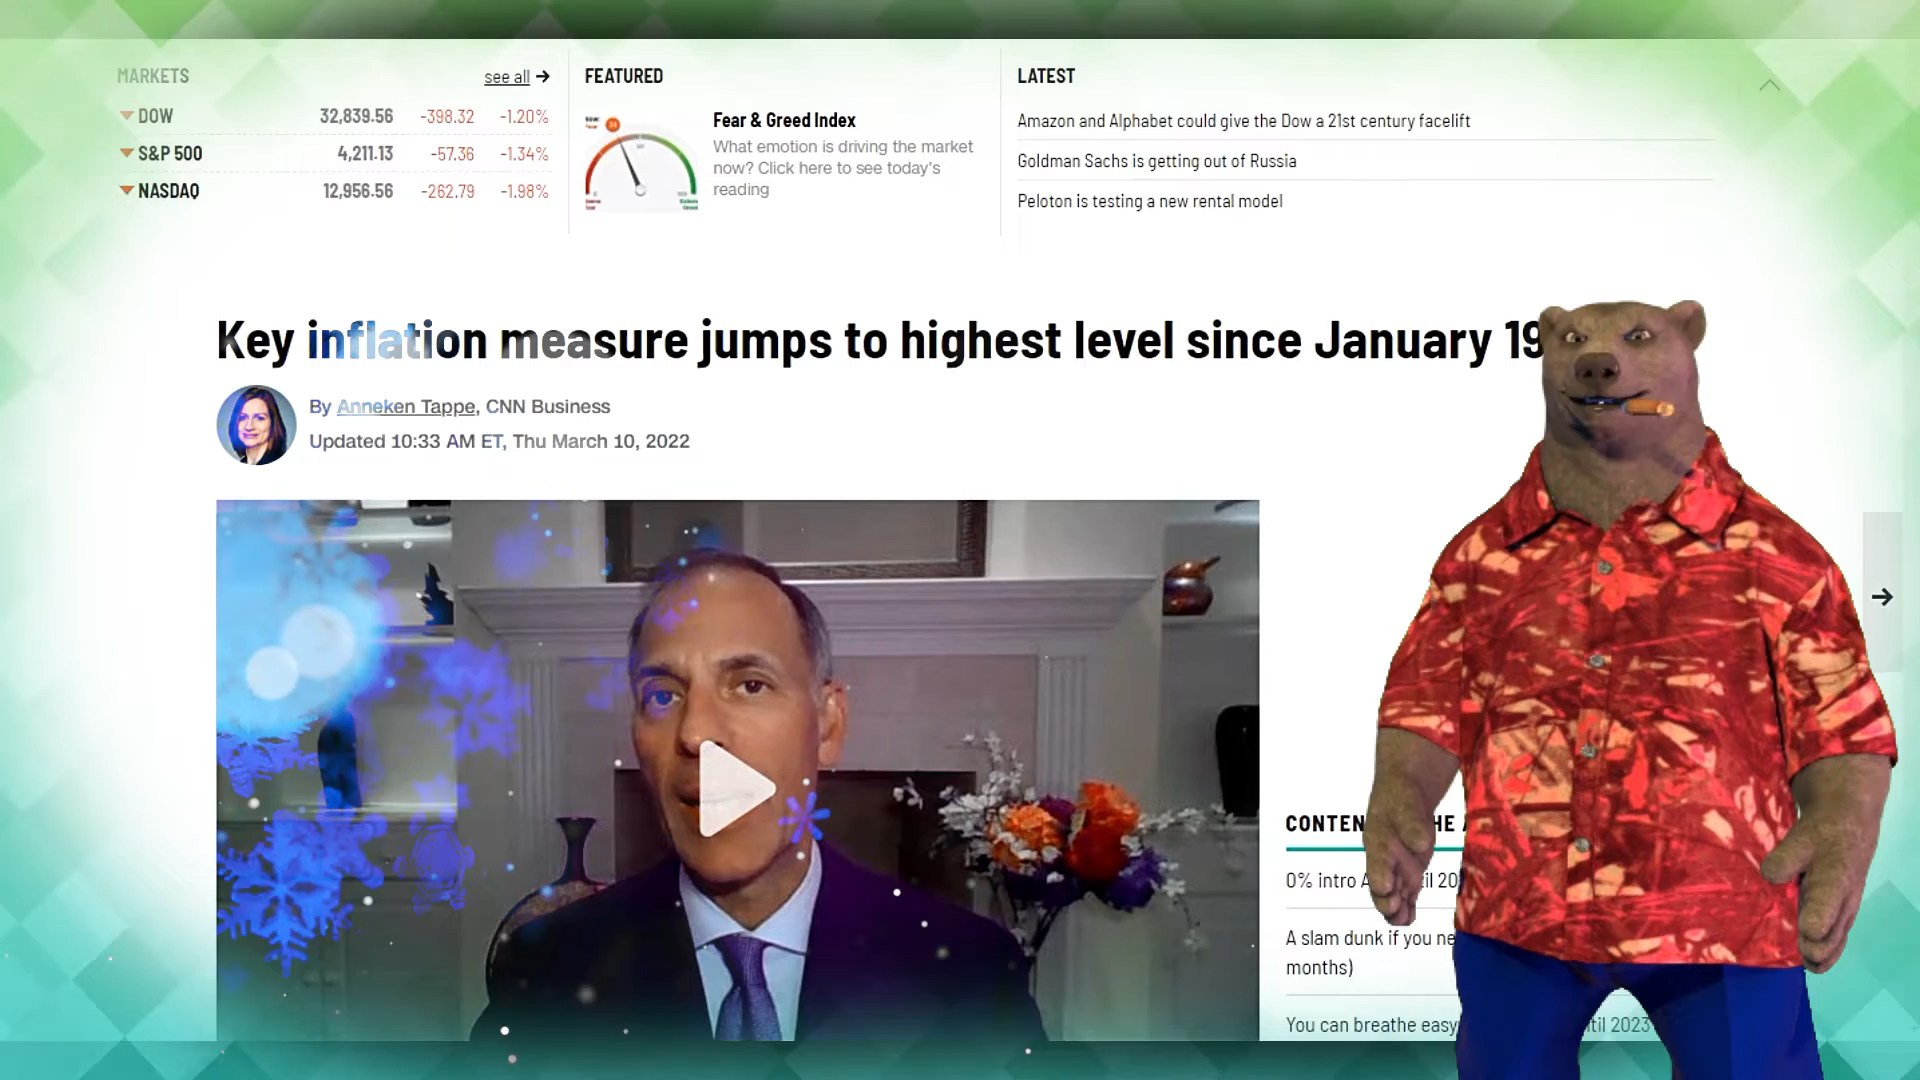 MARKETS
see all
DOW 32,839.56 -398.32 -1.20%
S&P 500 4,211.13 -57.36 -1.34%
NASDAQ 12,956.56 -262.79 -1.98%
FEATURED
Fear & Greed Index
What emotion is driving the market
now? Click here to see today's
reading
LATEST
Amazon and Alphabet could give the Dow a 21st century facelift
Goldman Sachs is getting out of Russia
Peloton is testing a new rental model
Key inflation measure jumps to highest level since January 19
By Anneken Tappe, CNN Business
Updated 10:33 AM ET, Thu March 10, 2022
0% intro
A slam dunk if you
months)
You can breathe easy
2023